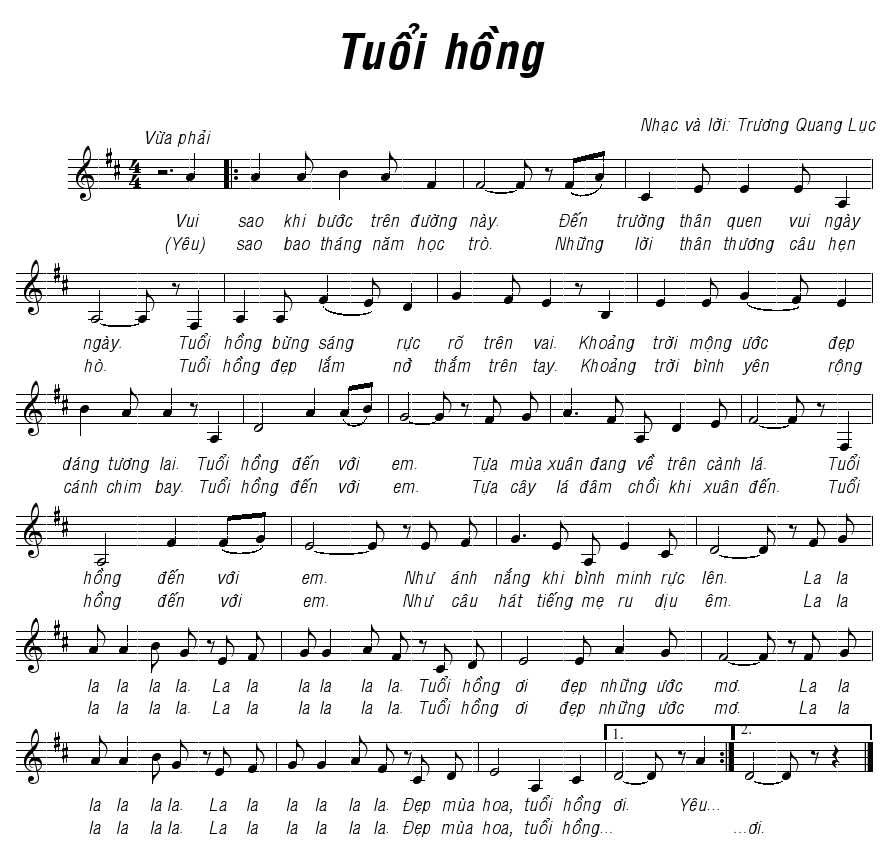 Tuổi hồng
Nhạc và lời: Trương Quang Lục
Vừa phải
4
4
Vui sao khi bước trên đường này. Đến trường thân quen vui ngày
(Yêu) sao bao tháng năm học trò. Những lời thân thương câu hẹn
ngày. Tuổi hồng bừng sáng rực rõ trên vai. Khoảng trời mộng ước đẹp
hò. Tuổi hồng đẹp lắm nở thắm trên tay. Khoảng trời bình yên rộng
dáng tương lai. Tuổi hồng đến với em. Tựa mùa xuân đang về trên cành lá. Tuổi
cánh chim bay. Tuổi hồng đến với em. Tựa cây lá đâm chồi khi xuân đến. Tuổi
hồng đến với em. Như ánh nắng khi bình minh rực lên. La la
hồng đến với em. Như câu hát tiếng mẹ ru dịu êm. La la
la la la la. La la la la la la. Tuổi hồng ơi đẹp những ước mơ. La la
la la la la. La la la la la la. Tuổi hồng ơi đẹp những ước mơ. La la
1. 2.
la la la la. La la la la la la. Đẹp mùa hoa, tuổi hồng ơi. Yêu...
la la la la. La la la la la la. Đẹp mùa hoa, tuổi hồng... ...ơi.